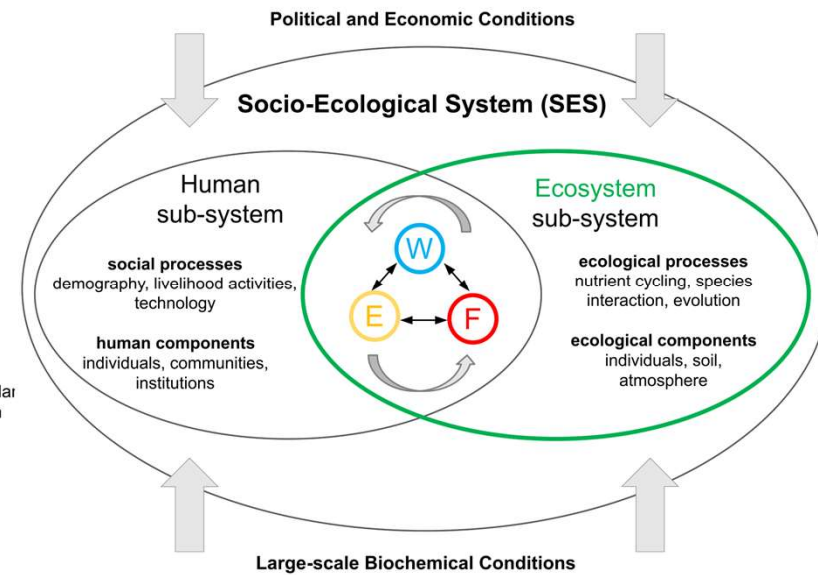 Political and Economic Conditions
Socio-Ecological System (SES)
Human
sub-system
social processes
demography, livelihood activities,
technology
human components
individuals, communities,
institutions
W
E
F
Ecosystem
sub-system
ecological processes
nutrient cycling, species
interaction, evolution
ecological components
individuals, soil,
atmosphere
Large-scale Biochemical Conditions